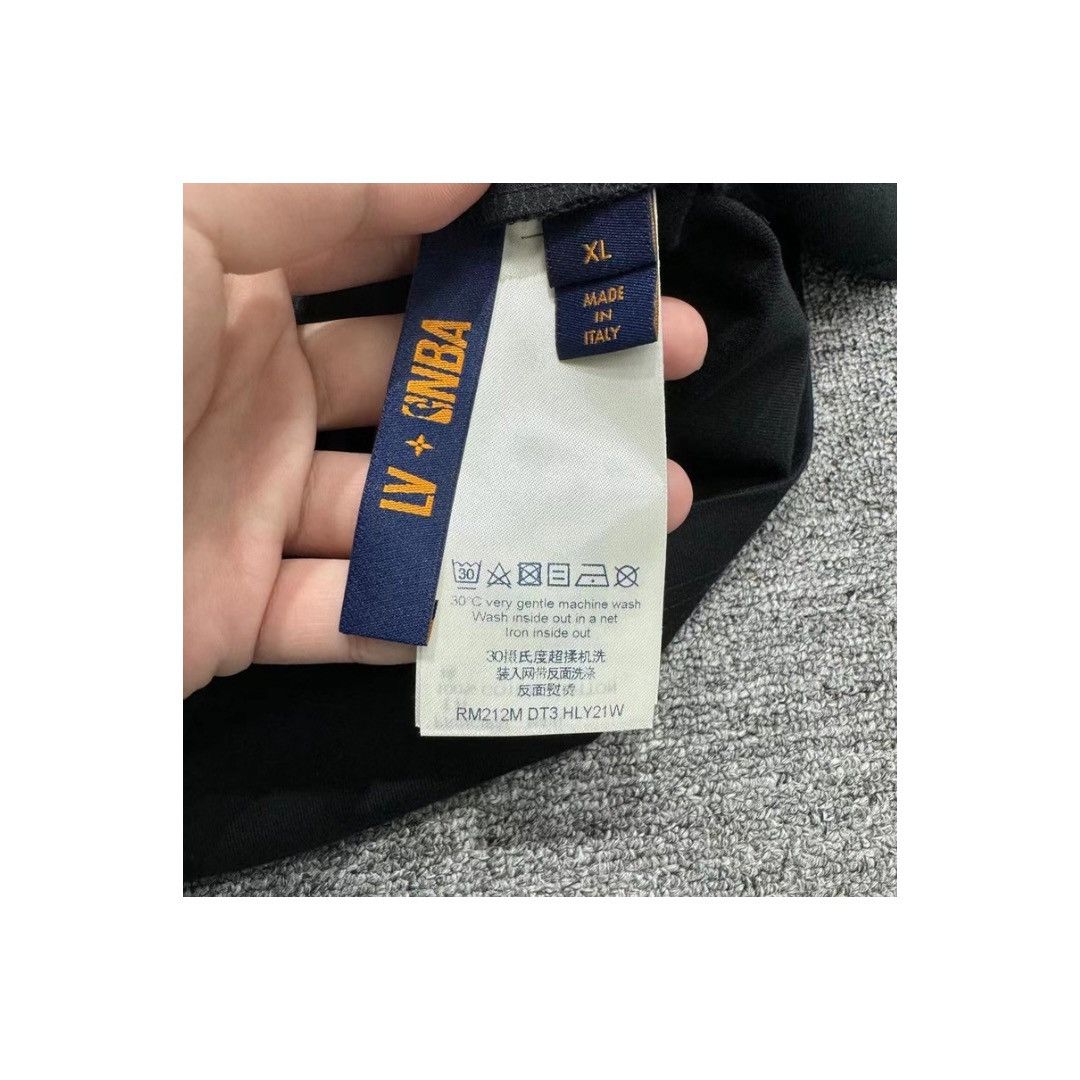 XL
MADE
IN
ITALY
LV NBA
30
30°C very gentle machine wash
Wash inside out in a net
Iron inside out
30摄氏度超揉机洗
装入网带反面洗涤
反面熨烫
RM212M DT3 HLY21W